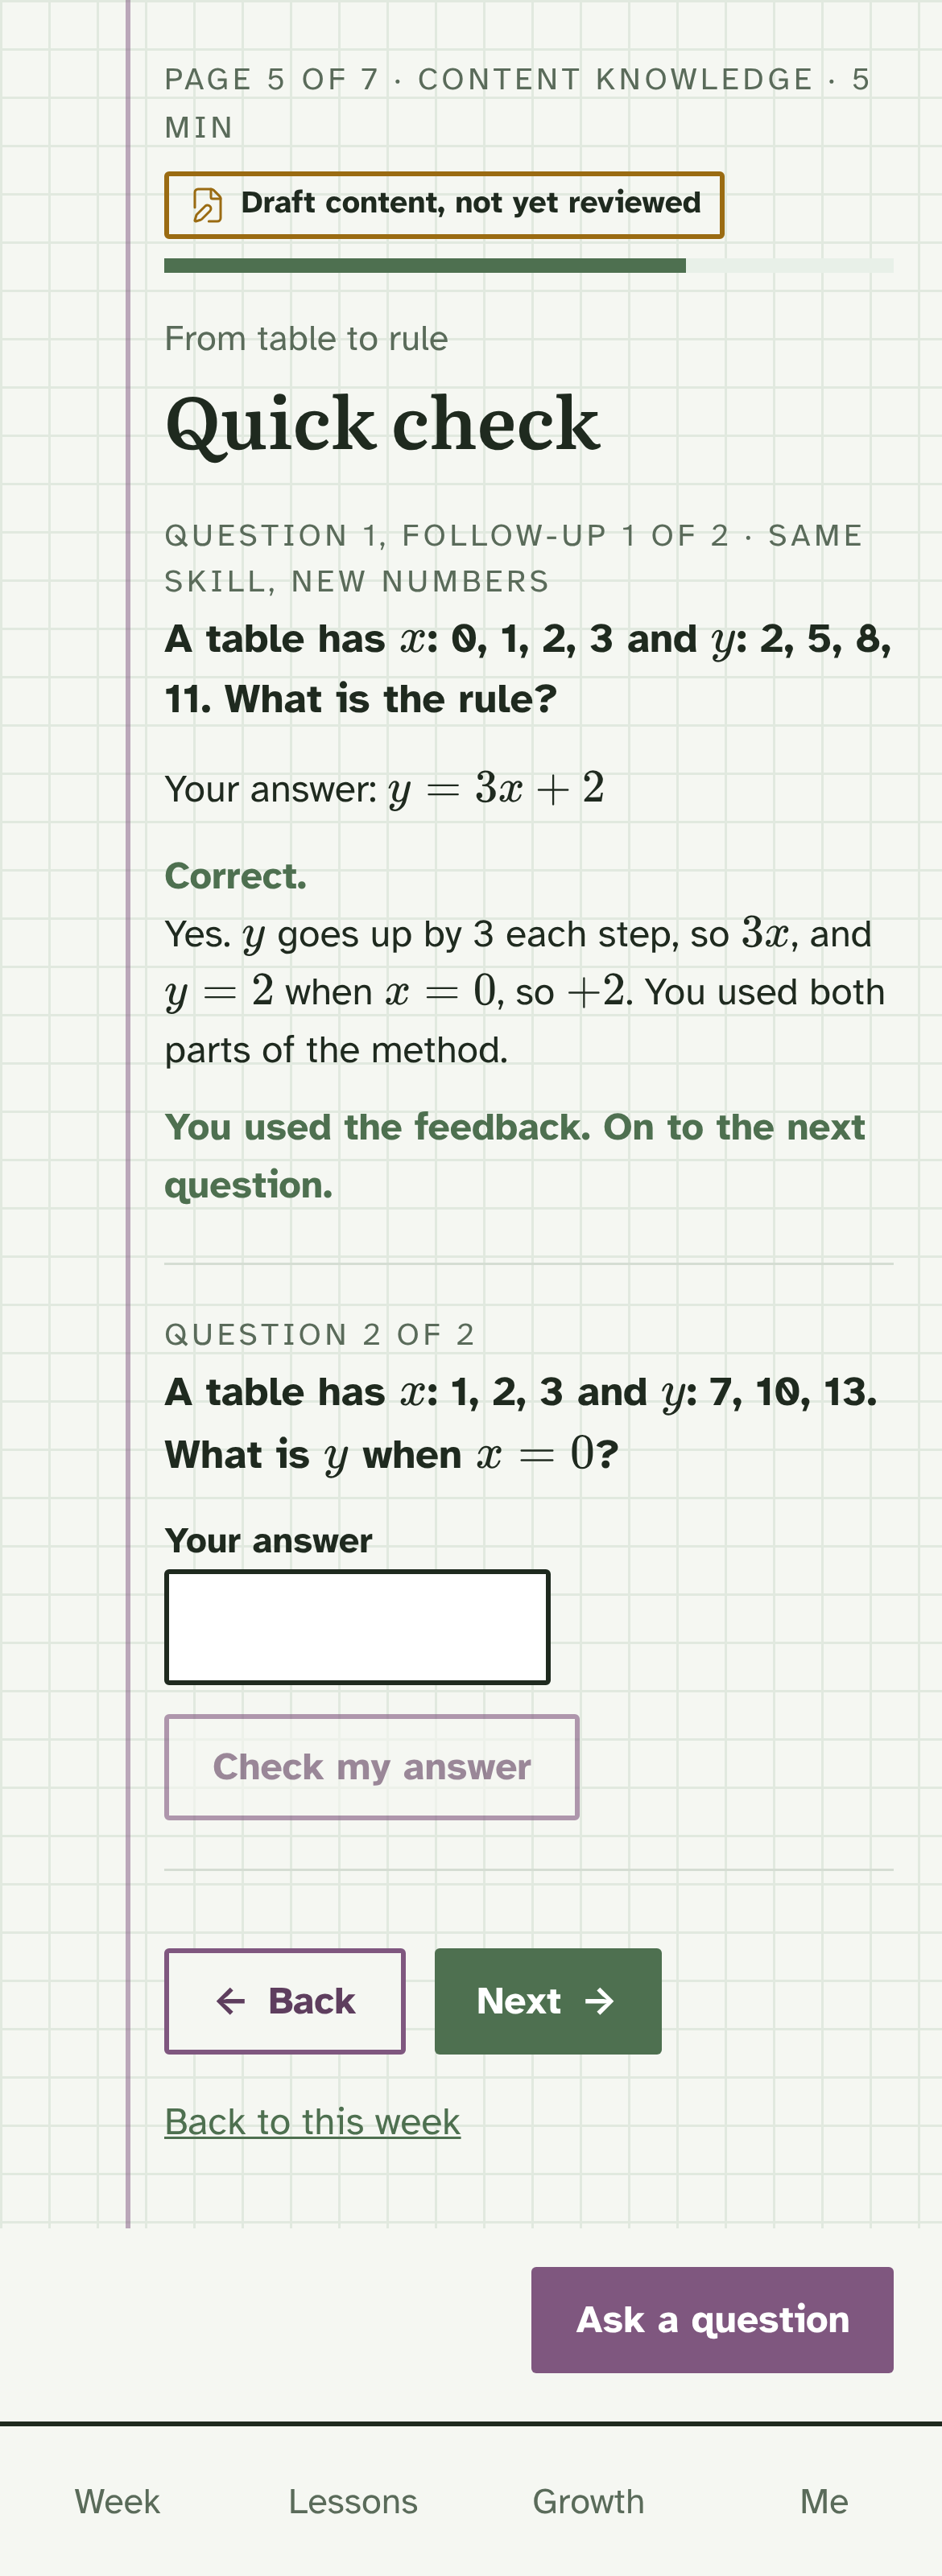 PAGE 5 OF 7 · CONTENT KNOWLEDGE · 5
MIN
Draft content, not yet reviewed
From table to rule
Quick check
QUESTION 1, FOLLOW-UP 1 OF 2 · SAME
SKILL, NEW NUMBERS
A table has x: 0, 1, 2, 3 and y: 2, 5, 8,
11. What is the rule?
Your answer: y = 3x + 2
Correct.
Yes. y goes up by 3 each step, so 3x, and
y = 2 when x = 0, so +2. You used both
parts of the method.
You used the feedback. On to the next
question.
QUESTION 2 OF 2
A table has x: 1, 2, 3 and y: 7, 10, 13.
What is y when x = 0?
Your answer
Check my answer
← Back
Next →
Back to this week
Ask a question
Week
Lessons
Growth
Me